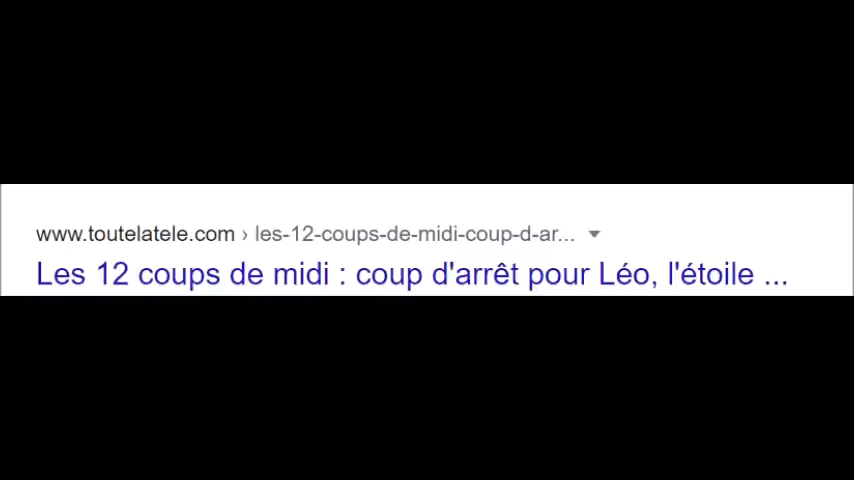 www.toutelatele.com › les-12-coups-de-midi-coup-d-ar...
Les 12 coups de midi : coup d'arrêt pour Léo, l'étoile ...